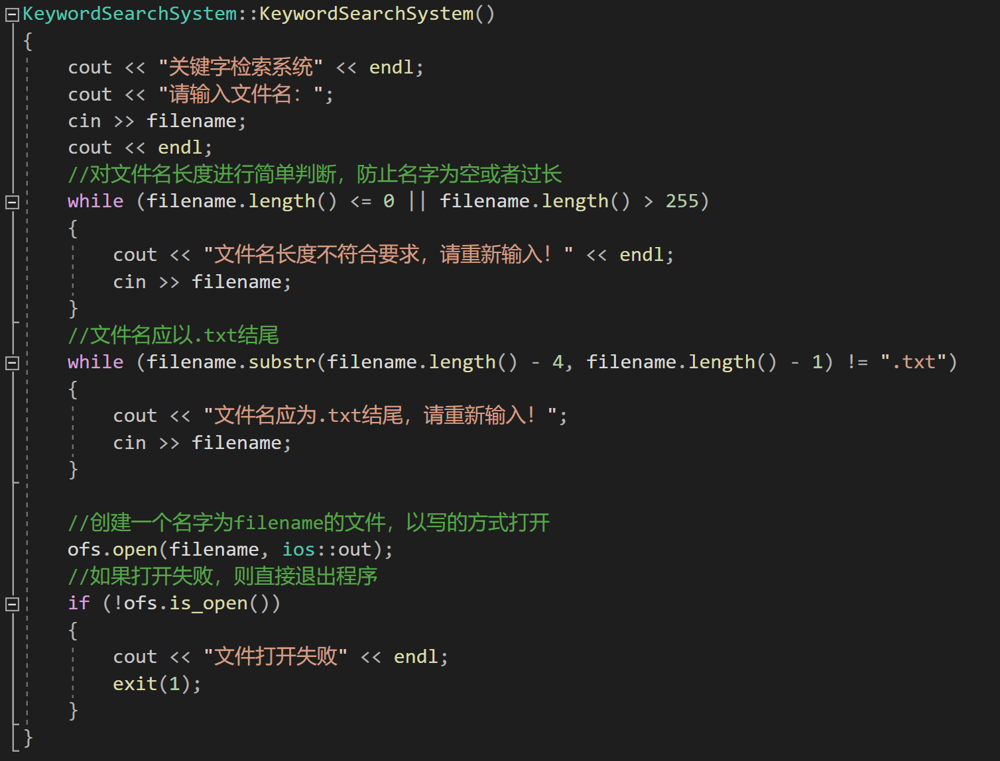 KeywordSearchSystem::KeywordSearchSystem()
{
    cout << "关键字检索系统" << endl;
    cout << "请输入文件名：";
    cin >> filename;
    cout << endl;
    //对文件名长度进行简单判断，防止名字为空或者过长
    while (filename.length() <= 0 || filename.length() > 255)
    {
        cout << "文件名长度不符合要求，请重新输入！" << endl;
        cin >> filename;
    }
    //文件名应以.txt结尾
    while (filename.substr(filename.length() - 4, filename.length() - 1) != ".txt")
    {
        cout << "文件名应为.txt结尾，请重新输入！";
        cin >> filename;
    }

    //创建一个名字为filename的文件，以写的方式打开
    ofs.open(filename, ios::out);
    //如果打开失败，则直接退出程序
    if (!ofs.is_open())
    {
        cout << "文件打开失败" << endl;
        exit(1);
    }
}